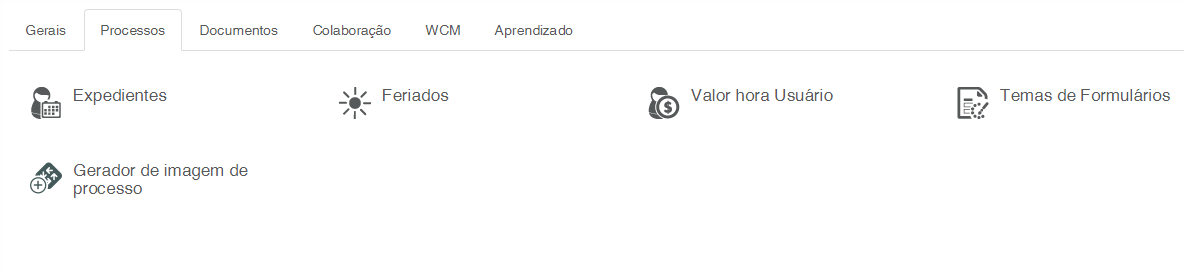 Gerais Processos Documentos Colaboração WCM Aprendizado
Expedientes Feriados Valor hora Usuário Temas de Formulários
Gerador de imagem de
processo